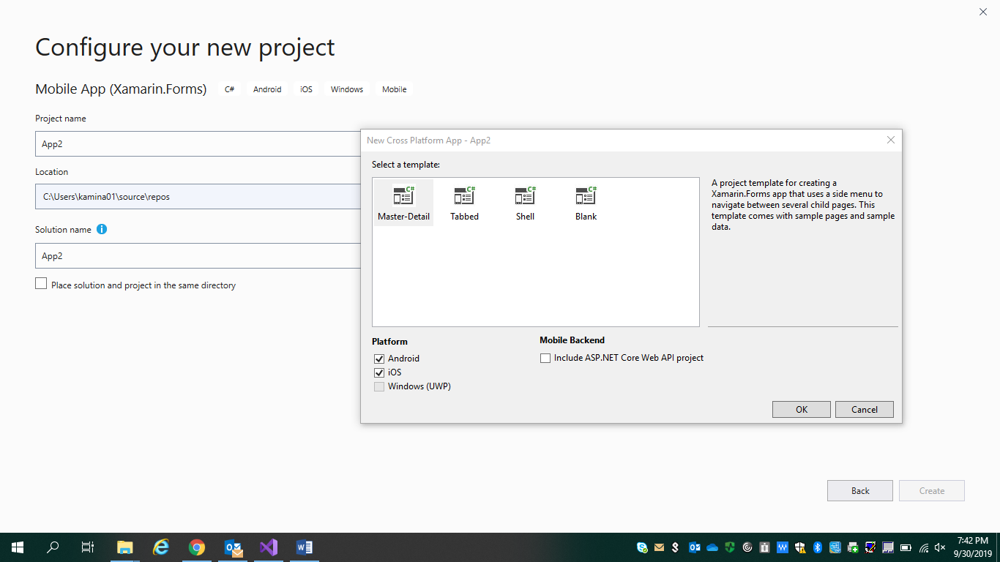 Configure your new project
Mobile App (Xamarin.Forms) C# Android iOS Windows Mobile
Project name
App2
Location
C:\Users\kamina01\source\repos
Solution name
App2
Place solution and project in the same directory
New Cross Platform App - App2
Select a template:
C# C# C# C#
Master-Detail Tabbed Shell Blank
A project template for creating a
Xamarin.Forms app that uses a side menu to
navigate between several child pages. This
template comes with sample pages and sample
data.
Platform
Android
iOS
Windows (UWP)
Mobile Backend
Include ASP.NET Core Web API project
OK Cancel
Back Create
7:42 PM
9/30/2019